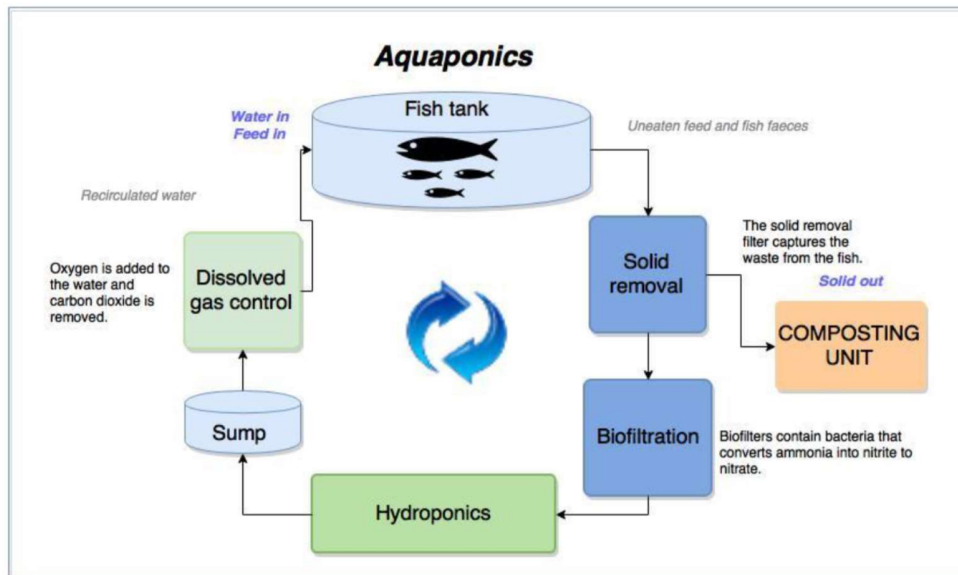 Aquaponics
Water in
Feed in
Fish tank
Uneaten feed and fish faeces
Recirculated water
Oxygen is added to
the water and
carbon dioxide is
removed.
Dissolved
gas control
Solid
removal
The solid removal
filter captures the
waste from the fish.
Solid out
COMPOSTING
UNIT
Sump
Biofiltration
Biofilters contain bacteria that
converts ammonia into nitrite to
nitrate.
Hydroponics